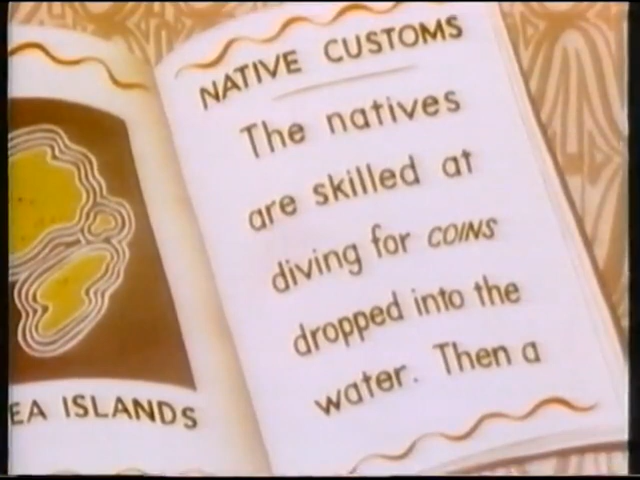 EA ISLANDS
NATIVE CUSTOMS
The natives
are skilled at
diving for COINS
dropped into the
water. Then a